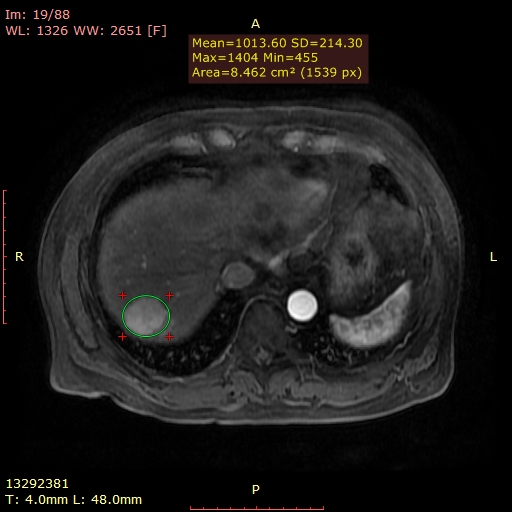 Im: 19/88
WL: 1326 WW: 2651 [F]
A
Mean=1013.60 SD=214.30
Max=1404 Min=455
Area=8.462 cm² (1539 px)
R
L
13292381
T: 4.0mm L: 48.0mm
P